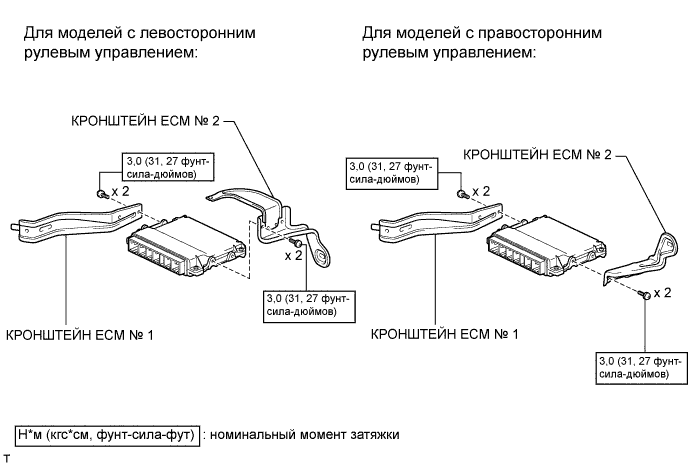 Для моделей с левосторонним
рулевым управлением:
Для моделей с правосторонним
рулевым управлением:
КРОНШТЕЙН ECM № 2
3,0 (31, 27 фунт-
сила-дюймов)
x 2
x 2
3,0 (31, 27 фунт-
сила-дюймов)
КРОНШТЕЙН ECM № 1
3,0 (31, 27 фунт-
сила-дюймов)
x 2
КРОНШТЕЙН ECM № 2
x 2
КРОНШТЕЙН ECM № 1
3,0 (31, 27 фунт-
сила-дюймов)
Н*м (кгс*см, фунт-сила-фут) : номинальный момент затяжки
T